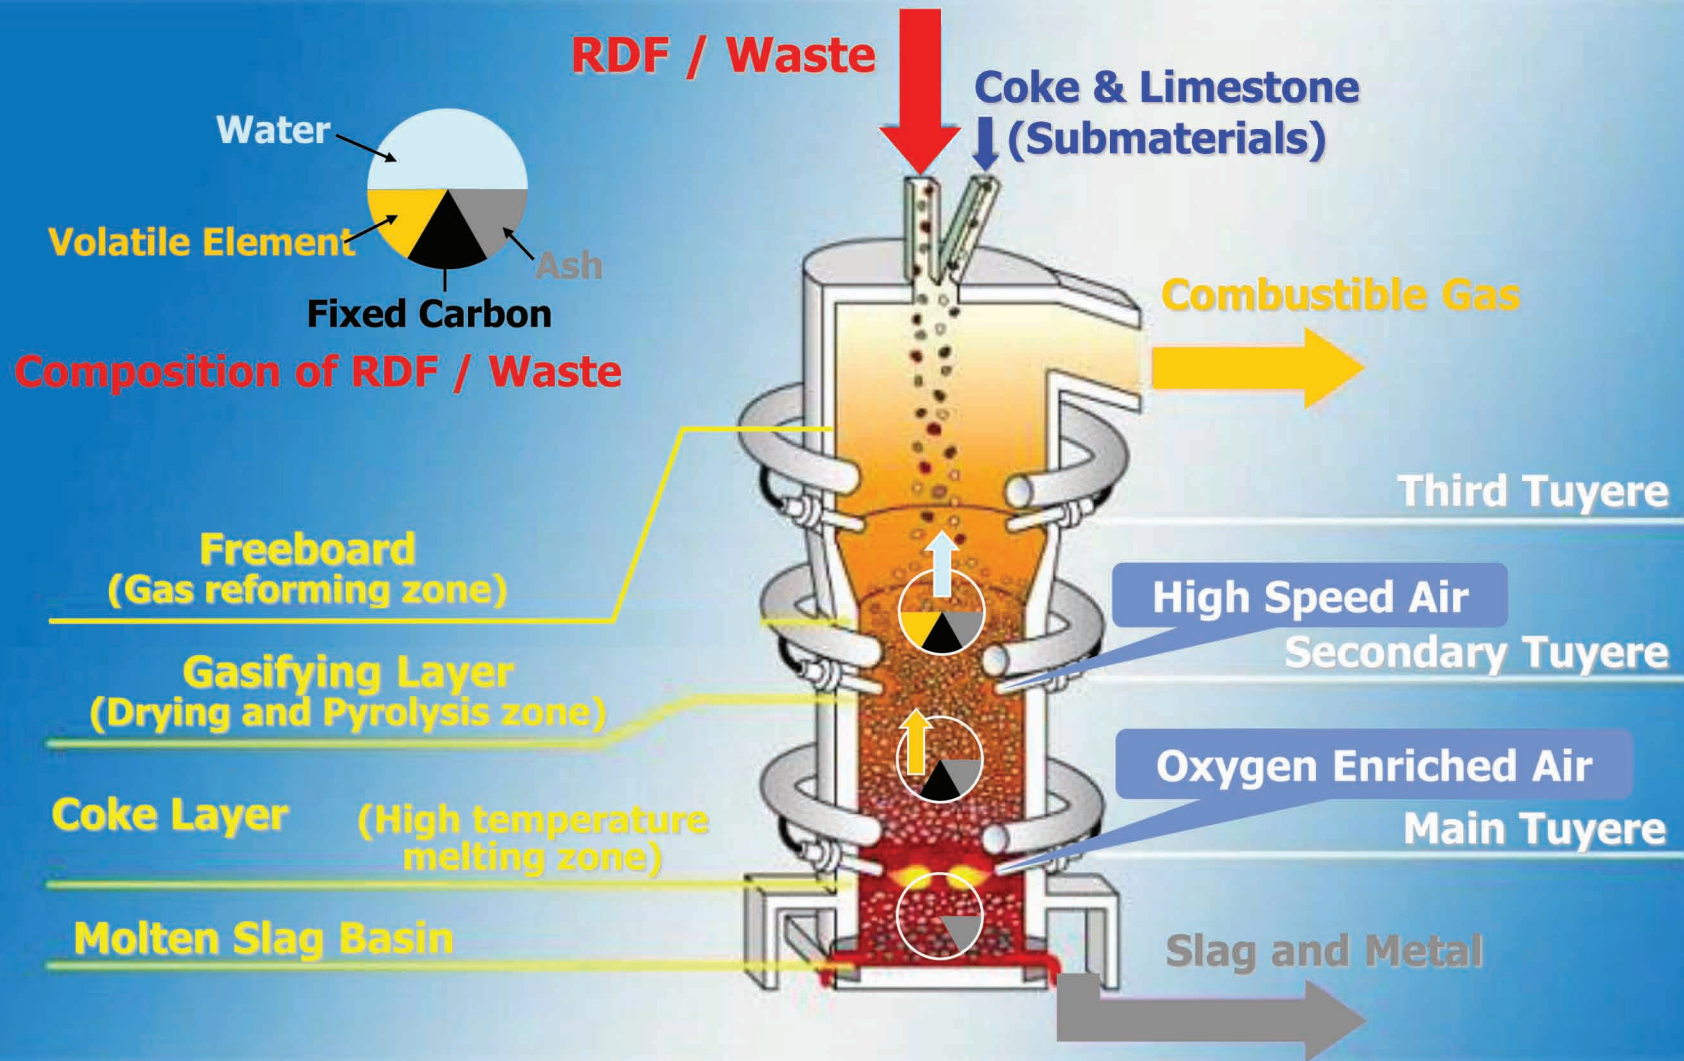 RDF / Waste
Coke & Limestone
(Submaterials)
Water
Volatile Element
Ash
Fixed Carbon
Composition of RDF / Waste
Combustible Gas
Third Tuyere
Freeboard
(Gas reforming zone)
High Speed Air
Secondary Tuyere
Gasifying Layer
(Drying and Pyrolysis zone)
Oxygen Enriched Air
Main Tuyere
Coke Layer
(High temperature
melting zone)
Molten Slag Basin
Slag and Metal